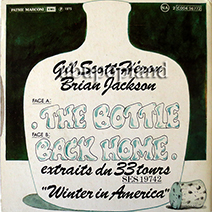 PATHE MARCONI EMI
Gil Scott-Heron
Brian Jackson
FACE A:
THE BOTTLE
FACE B:
BACK HOME
extraits du 33 tours
SES 19742
"Winter in America"